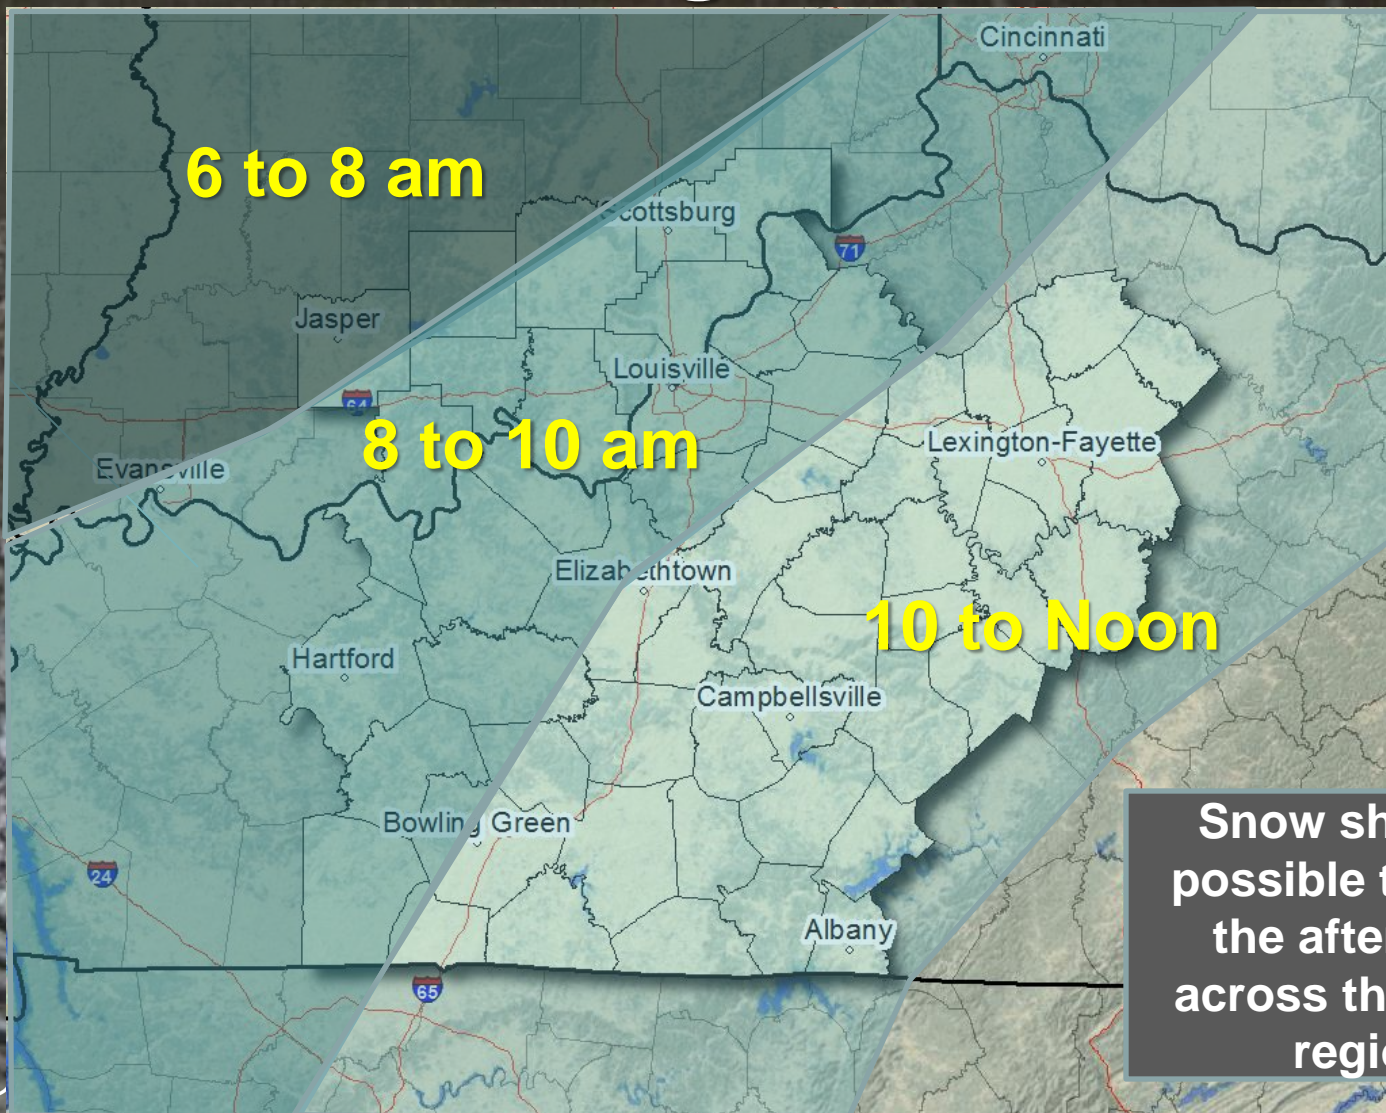 Cincinnati
6 to 8 am
Scottsburg
71
Jasper
Louisville
64
8 to 10 am
Lexington-Fayette
Evansville
Elizabethtown
10 to Noon
Hartford
Campbellsville
Bowling Green
24
Albany
65
Snow sh
possible t
the afte
across th
regi